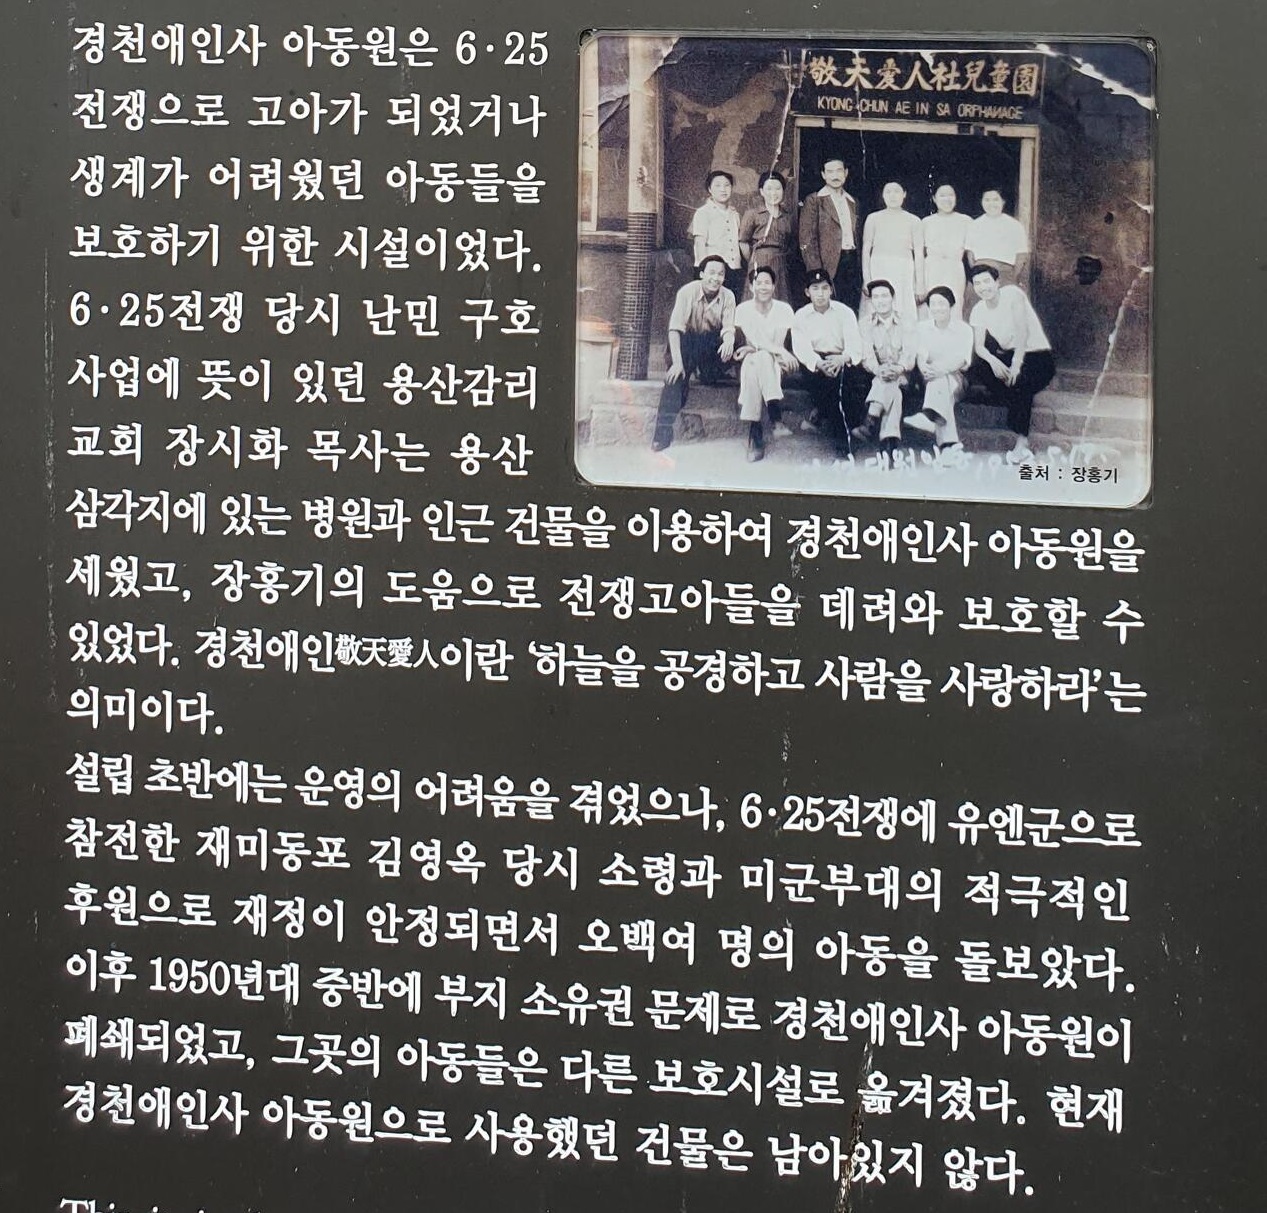 경천애인사 아동원은 6·25
전쟁으로 고아가 되었거나
생계가 어려웠던 아동들을
보호하기 위한 시설이었다.
6·25전쟁 당시 난민 구호
사업에 뜻이 있던 용산감리
교회 장시화 목사는 용산
敬天愛人社兒童園
KYONG CHUN AE IN SA ORPHANAGE
출처 : 장홍기
삼각지에 있는 병원과 인근 건물을 이용하여 경천애인사 아동원을
세웠고, 장홍기의 도움으로 전쟁고아들을 데려와 보호할 수
있었다. 경천애인敬天愛人이란 ‘하늘을 공경하고 사람을 사랑하라’는
의미이다.
설립 초반에는 운영의 어려움을 겪었으나, 6·25전쟁에 유엔군으로
참전한 재미동포 김영옥 당시 소령과 미군부대의 적극적인
후원으로 재정이 안정되면서 오백여 명의 아동을 돌보았다.
이후 1950년대 중반에 부지 소유권 문제로 경천애인사 아동원이
폐쇄되었고, 그곳의 아동들은 다른 보호시설로 옮겨졌다. 현재
경천애인사 아동원으로 사용했던 건물은 남아있지 않다.